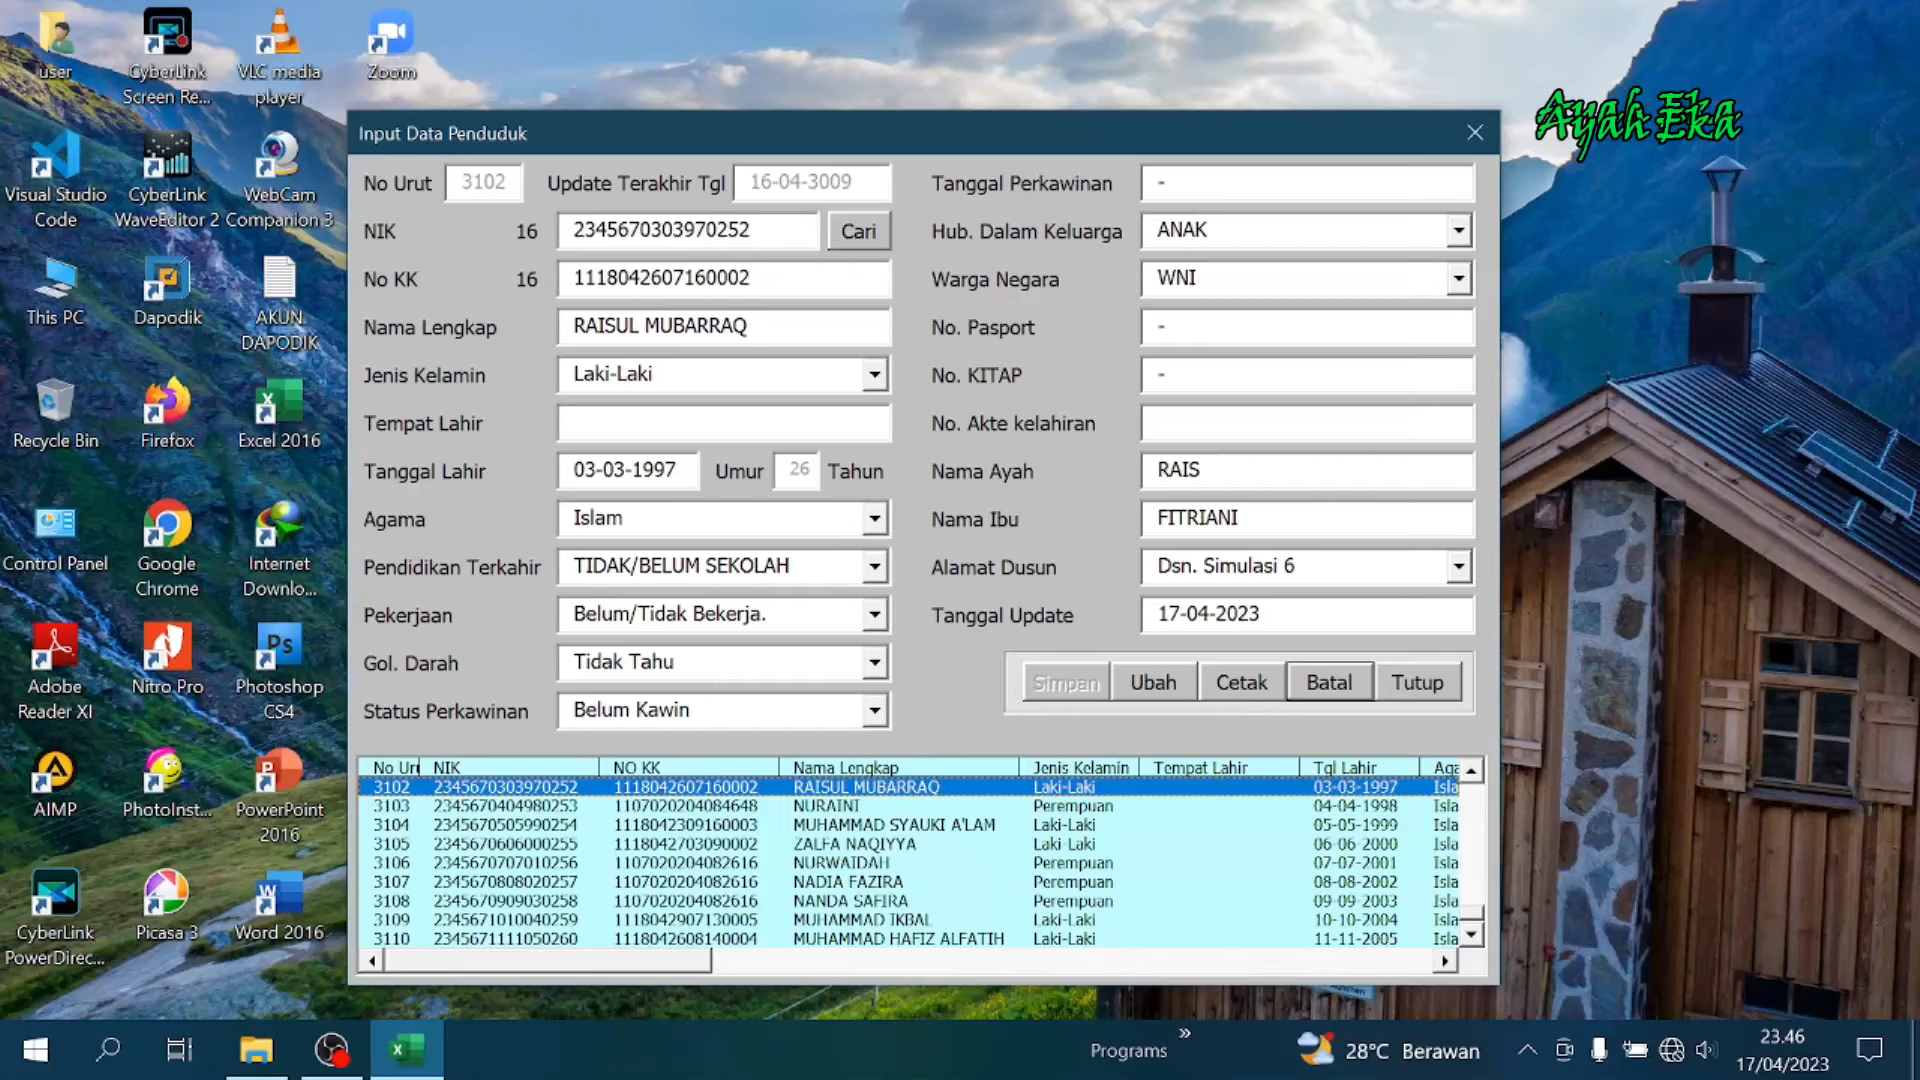 user
CyberLink
Screen Re...
VLC media
player
Zoom
Ayah Eka
Visual Studio
Code
CyberLink
WaveEditor 2
WebCam
Companion 3
This PC
Dapodik
AKUN
DAPODIK
Recycle Bin
Firefox
Excel 2016
Control Panel
Google
Chrome
Internet
Downlo...
Adobe
Reader XI
Nitro Pro
Photoshop
CS4
AIMP
PhotoInst...
PowerPoint
2016
CyberLink
PowerDirec...
Picasa 3
Word 2016
Input Data Penduduk
No Urut 3102 Update Terakhir Tgl 16-04-3009
NIK 16 2345670303970252 Cari
No KK 16 1118042607160002
Nama Lengkap RAISUL MUBARRAQ
Jenis Kelamin Laki-Laki
Tempat Lahir
Tanggal Lahir 03-03-1997 Umur 26 Tahun
Agama Islam
Pendidikan Terkahir TIDAK/BELUM SEKOLAH
Pekerjaan Belum/Tidak Bekerja.
Gol. Darah Tidak Tahu
Status Perkawinan Belum Kawin
Tanggal Perkawinan -
Hub. Dalam Keluarga ANAK
Warga Negara WNI
No. Pasport -
No. KITAP -
No. Akte kelahiran
Nama Ayah RAIS
Nama Ibu FITRIANI
Alamat Dusun Dsn. Simulasi 6
Tanggal Update 17-04-2023
Simpan Ubah Cetak Batal Tutup
No Uru NIK NO KK Nama Lengkap Jenis Kelamin Tempat Lahir Tgl Lahir Aga
3102 2345670303970252 1118042607160002 RAISUL MUBARRAQ Laki-Laki 03-03-1997 Isla
3103 2345670404980253 1107020204084648 NURAINI Perempuan 04-04-1998 Isla
3104 2345670505990254 1118042309160003 MUHAMMAD SYAUKI A'LAM Laki-Laki 05-05-1999 Isla
3105 2345670606000255 1118042703090002 ZALFA NAQIYYA Laki-Laki 06-06-2000 Isla
3106 2345670707010256 1107020204082616 NURWAIDAH Perempuan 07-07-2001 Isla
3107 2345670808020257 1107020204082616 NADIA FAZIRA Perempuan 08-08-2002 Isla
3108 2345670909030258 1107020204082616 NANDA SAFIRA Perempuan 09-09-2003 Isla
3109 2345671010040259 1118042907130005 MUHAMMAD IKBAL Laki-Laki 10-10-2004 Isla
3110 2345671111050260 1118042608140004 MUHAMMAD HAFIZ ALFATIH Laki-Laki 11-11-2005 Isla
Programs
28°C Berawan
23.46
17/04/2023